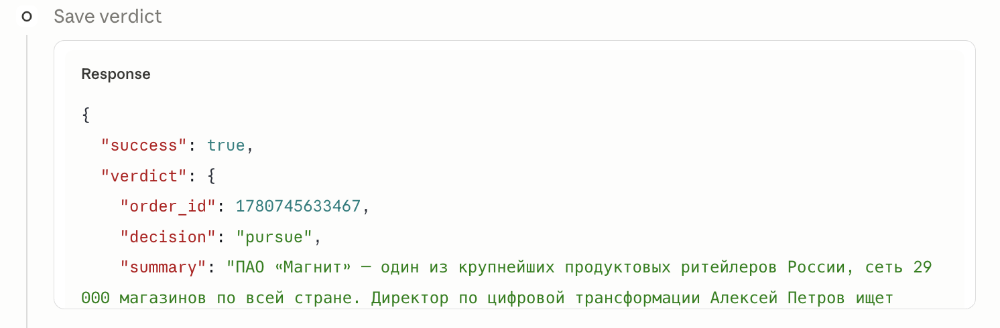 Save verdict
Response
{
"success": true,
"verdict": {
"order_id": 1780745633467,
"decision": "pursue",
"summary": "ПАО «Магнит» — один из крупнейших продуктовых ритейлеров России, сеть 29
000 магазинов по всей стране. Директор по цифровой трансформации Алексей Петров ищет